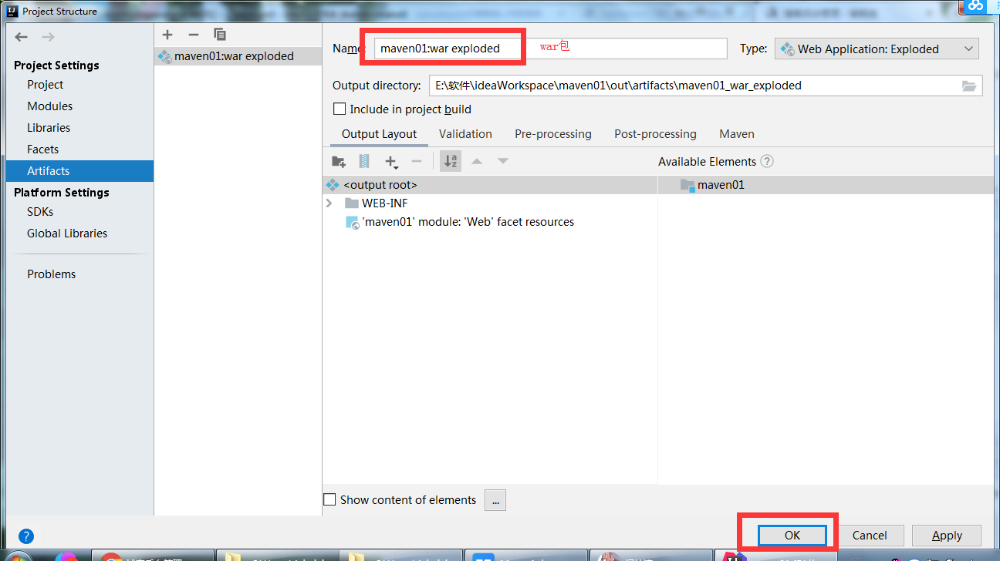 Project Structure
Project Settings
Project
Modules
Libraries
Facets
Artifacts
Platform Settings
SDKs
Global Libraries
Problems
maven01:war exploded
Name: maven01:war exploded war包 Type: Web Application: Exploded
Output directory: E:\软件\ideaWorkspace\maven01\out\artifacts\maven01_war_exploded
Include in project build
Output Layout Validation Pre-processing Post-processing Maven
Available Elements ?
<output root> maven01
WEB-INF
'maven01' module: 'Web' facet resources
Show content of elements ...
? OK Cancel Apply